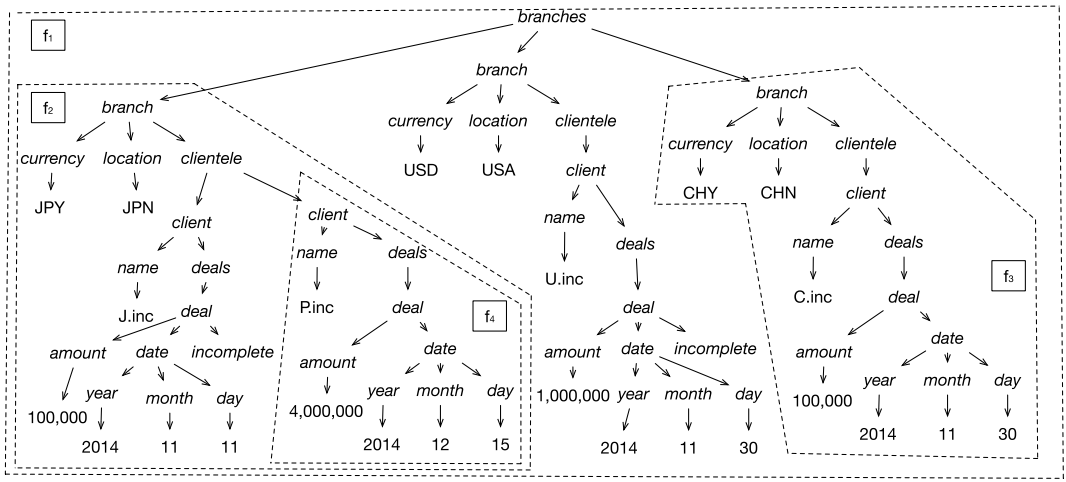 branches
f1
branch
branch
branch
f2
currency location clientele
currency location clientele
USD USA
currency location clientele
JPY JPN
client
CHY CHN
client
client
client
name
name deals
deals
name deals
name deals
U.inc
f3
J.inc
P.inc
C.inc
deal
deal
f4
deal
deal
amount date incomplete
amount date
amount date incomplete
amount date
year month day
100,000
2014 11 11
4,000,000
year month day
2014 12 15
1,000,000
year month day
2014 11 30
100,000
year month day
2014 11 30